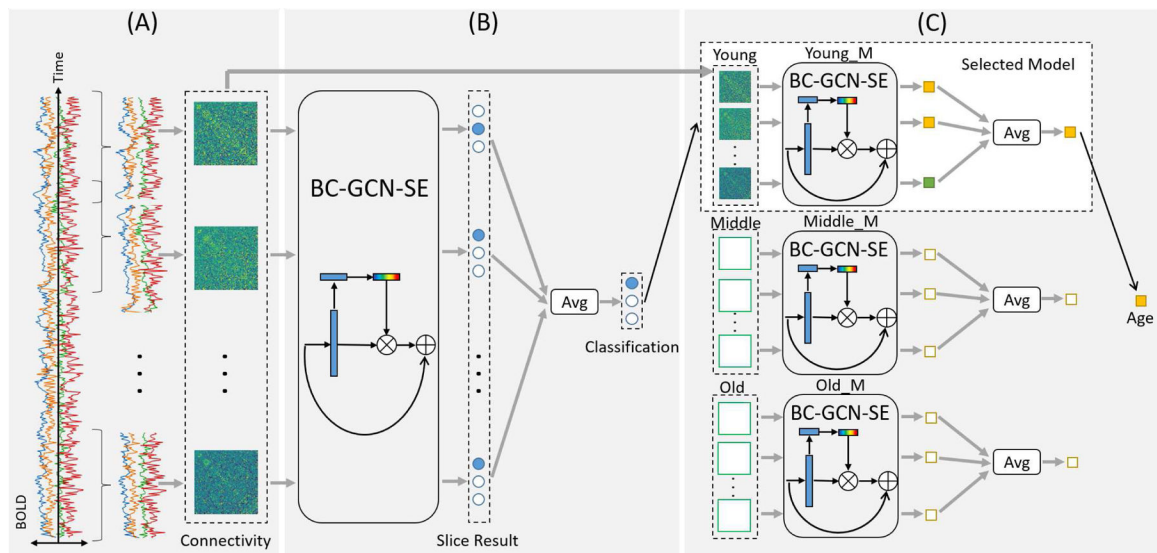 (A)
(B)
(C)
Time
BOLD
Connectivity
BC-GCN-SE
Slice Result
Avg
Classification
Young
Young_M
BC-GCN-SE
Selected Model
Avg
Middle
Middle_M
BC-GCN-SE
Avg
Age
Old
Old_M
BC-GCN-SE
Avg